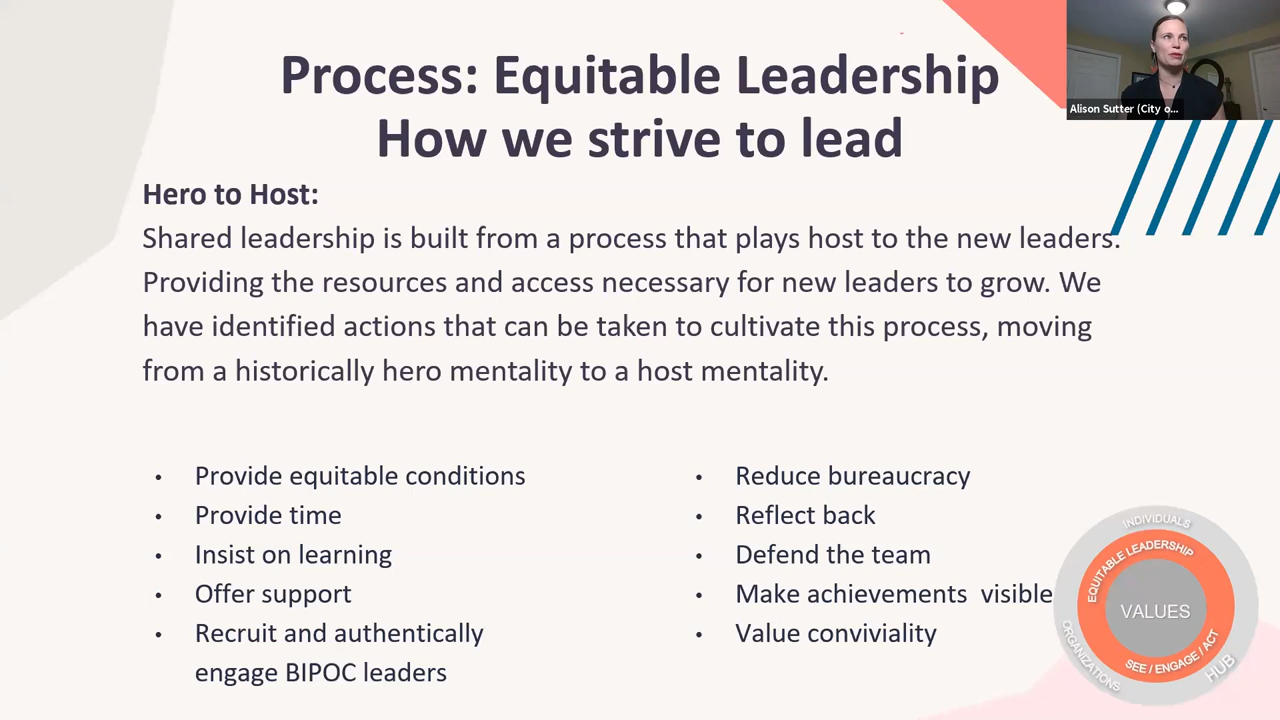 Process: Equitable Leadership
How we strive to lead
Alison Sutter (City o...
Hero to Host:
Shared leadership is built from a process that plays host to the new leaders.
Providing the resources and access necessary for new leaders to grow. We
have identified actions that can be taken to cultivate this process, moving
from a historically hero mentality to a host mentality.
• Provide equitable conditions
• Provide time
• Insist on learning
• Offer support
• Recruit and authentically
engage BIPOC leaders
• Reduce bureaucracy
• Reflect back
• Defend the team
• Make achievements  visible
• Value conviviality
INDIVIDUALS
EQUITABLE LEADERSHIP
VALUES
SEE / ENGAGE / ACT
ORGANIZATIONS
HUB